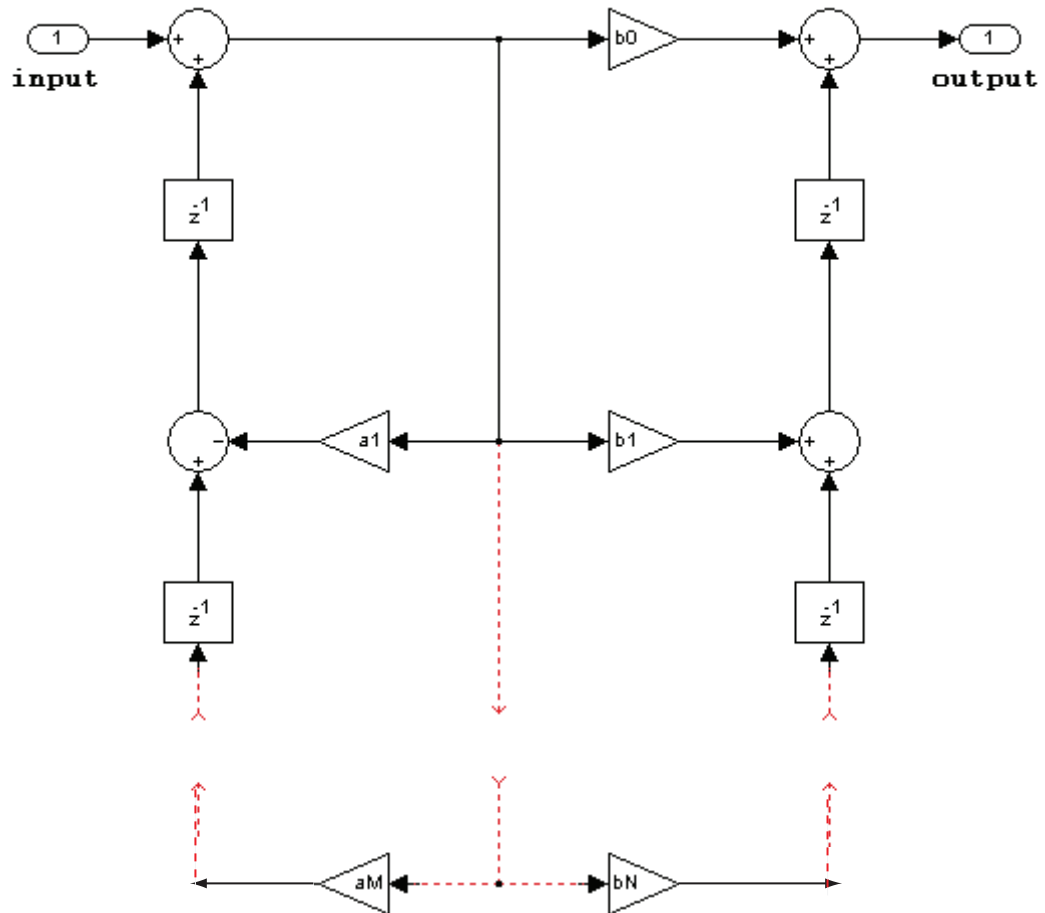 1
+
+
b0
+
+
1
input
output
z-1
z-1
-
+
a1
b1
+
+
z-1
z-1
aM
bN